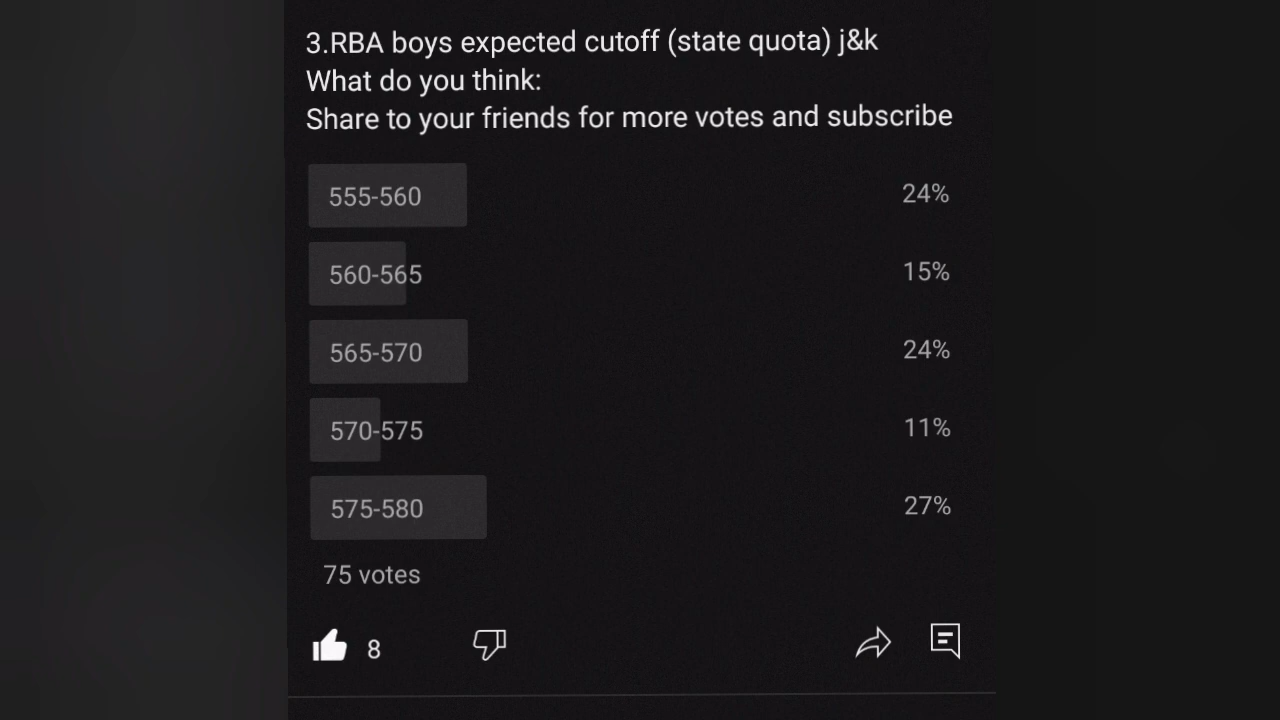 3.RBA boys expected cutoff (state quota) j&k
What do you think:
Share to your friends for more votes and subscribe
555-560 24%
560-565 15%
565-570 24%
570-575 11%
575-580 27%
75 votes
8